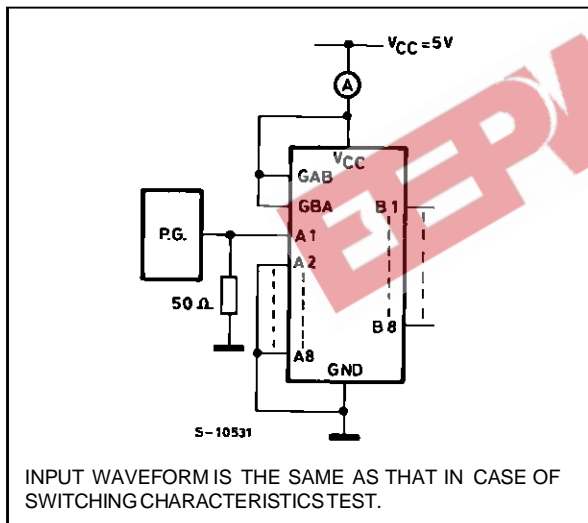 VCC=5V
A
VCC
GAB
GBA B1
P.G. A1
A2
50 Ω
A8 B8
GND
S-10531
INPUT WAVEFORM IS THE SAME AS THAT IN CASE OF
SWITCHING CHARACTERISTICS TEST.